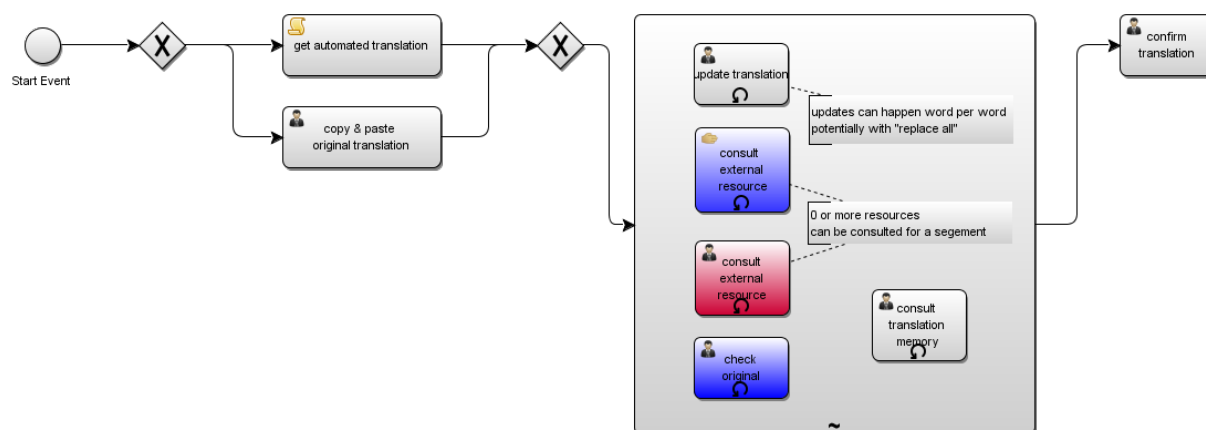 Start Event
X
get automated translation
copy & paste
original translation
X
update translation
updates can happen word per word
potentially with "replace all"
consult
external
resource
0 or more resources
can be consulted for a segement
consult
external
resource
consult
translation
memory
check
original
~
confirm
translation